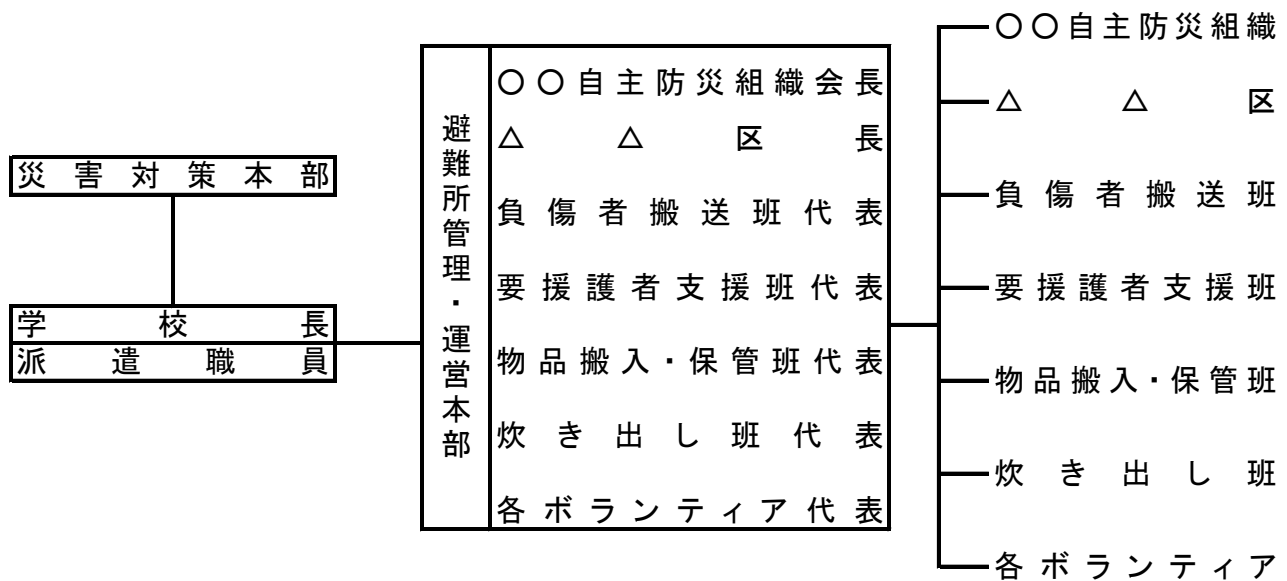 災害対策本部
学校長
派遣職員
避難所管理・運営本部
〇〇自主防災組織会長
△△区長
負傷者搬送班代表
要援護者支援班代表
物品搬入・保管班代表
炊き出し班代表
各ボランティア代表
〇〇自主防災組織
△△区
負傷者搬送班
要援護者支援班
物品搬入・保管班
炊き出し班
各ボランティア